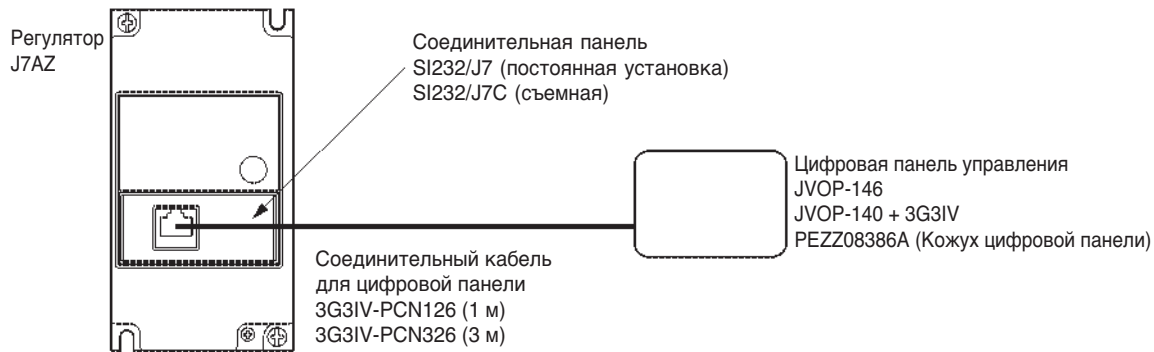 Регулятор
J7AZ
Соединительная панель
SI232/J7 (постоянная установка)
SI232/J7C (съемная)
Цифровая панель управления
JVOP-146
JVOP-140 + 3G3IV
PEZZ08386A (Кожух цифровой панели)
Соединительный кабель
для цифровой панели
3G3IV-PCN126 (1 м)
3G3IV-PCN326 (3 м)